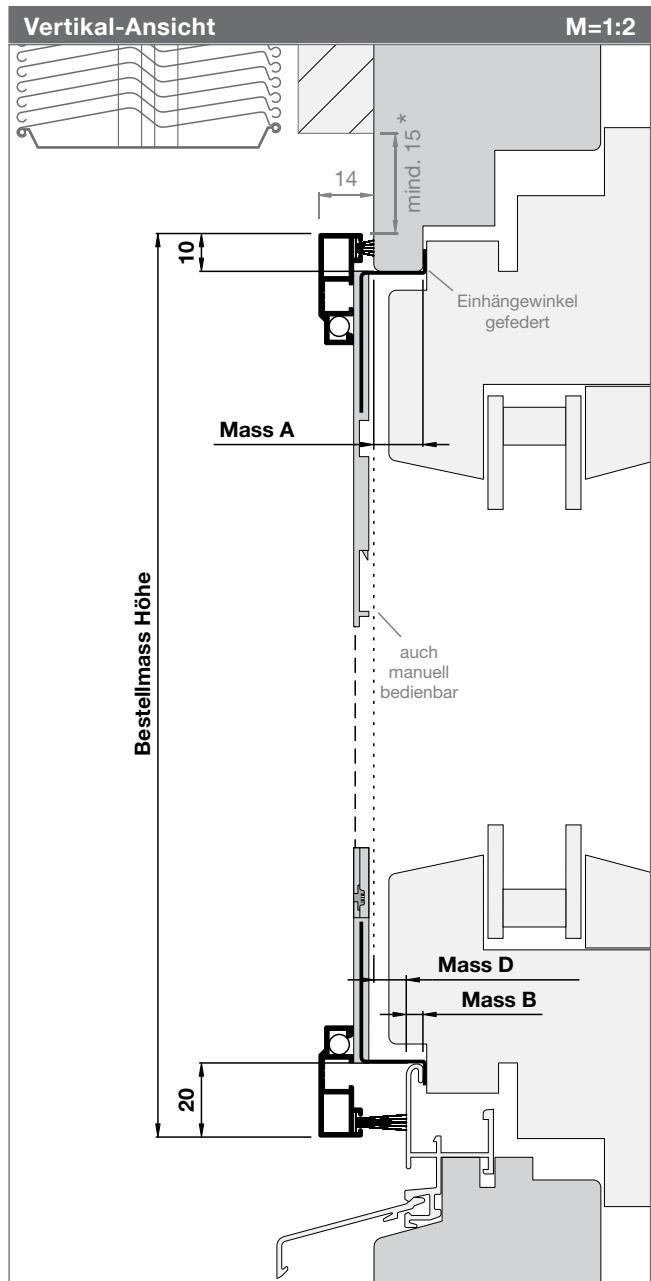 Vertikal-Ansicht M=1:2
mind. 15*
14
10
Einhängewinkel
gefedert
Mass A
Bestellmass Höhe
auch
manuell
bedienbar
Mass D
Mass B
20